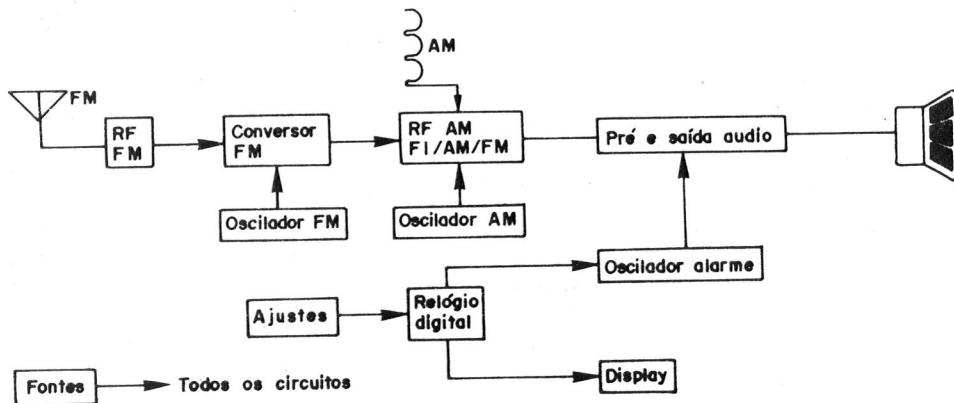 AM
FM
RF
FM
Conversor
FM
RF AM
FI/AM/FM
Pré e saída audio
Oscilador FM
Oscilador AM
Oscilador alarme
Ajustes
Relógio
digital
Fontes
Todos os circuitos
Display